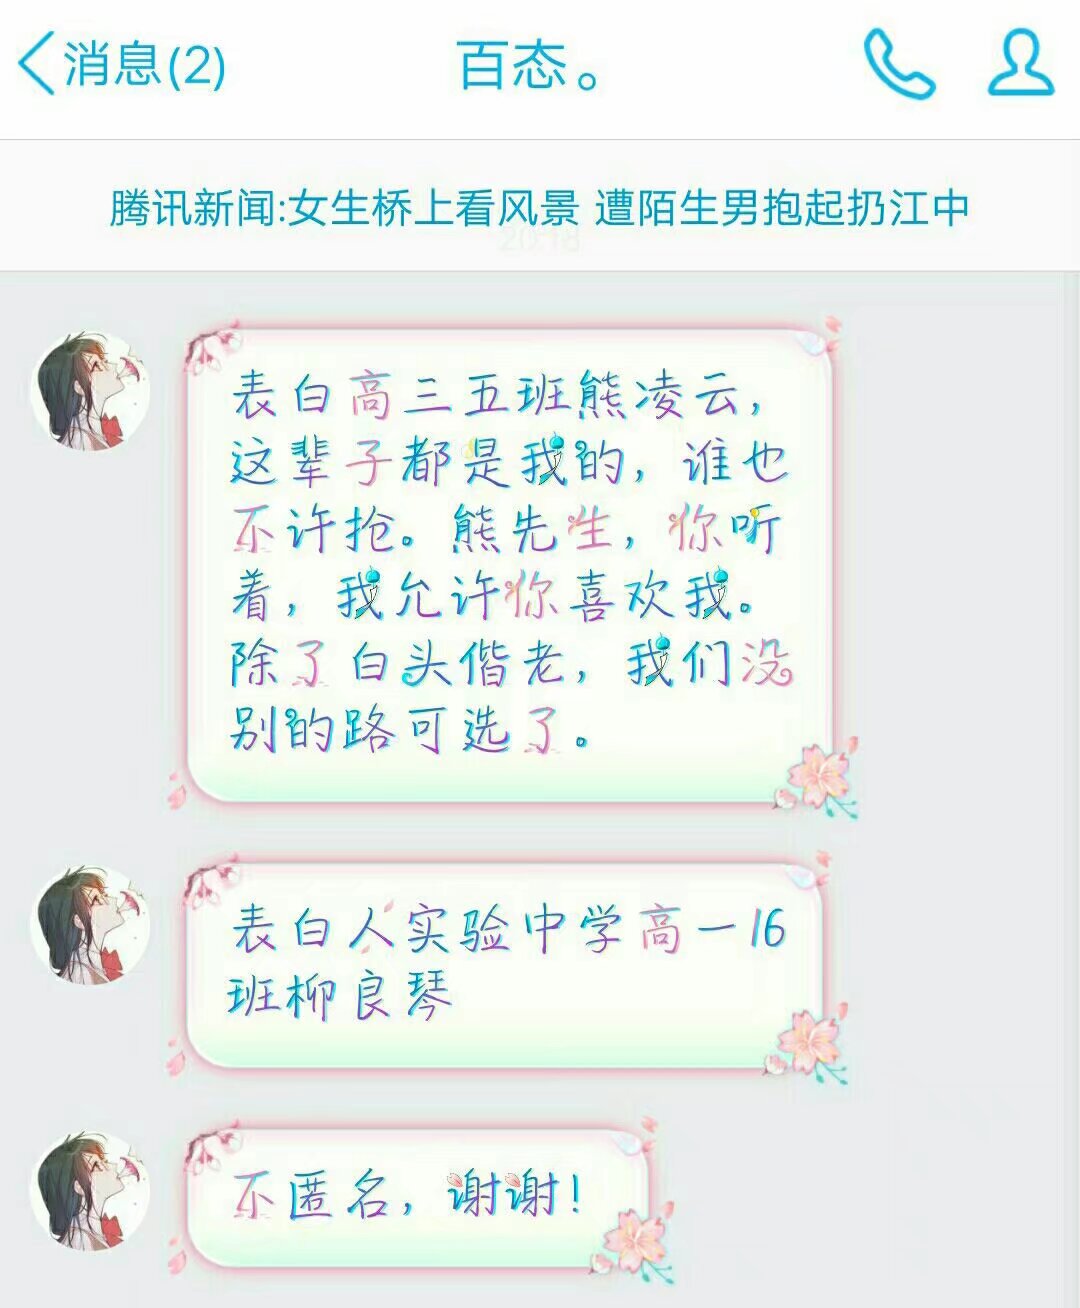 消息(2)
百态。
腾讯新闻:女生桥上看风景 遭陌生男抱起扔江中
20:18
表白高三五班熊凌云，
这辈子都是我的，谁也
不许抢。熊先生，你听
着，我允许你喜欢我。
除了白头偕老，我们没
别的路可选了。
表白人实验中学高一16
班柳良琴
不匿名，谢谢！